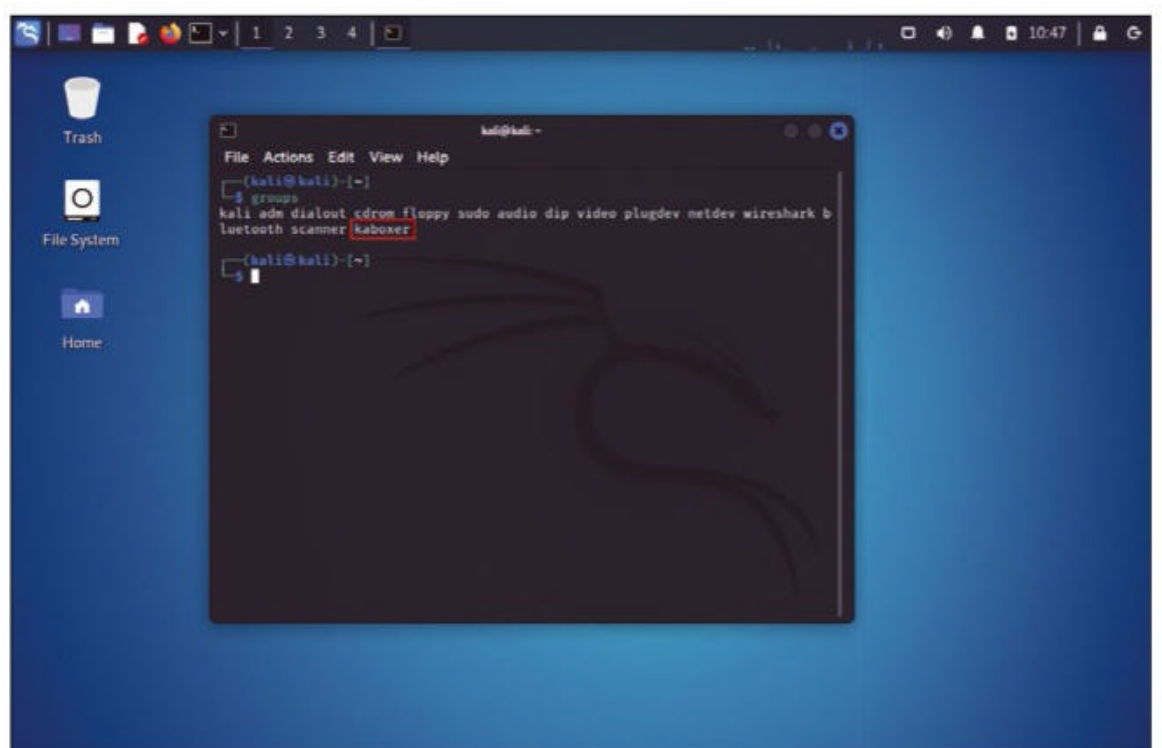 1 2 3 4 10:47
Trash
File System
Home
kali@kali: ~
File Actions Edit View Help
(kali㉿kali)-[~]
$ groups
kali adm dialout cdrom floppy sudo audio dip video plugdev netdev wireshark b
luetooth scanner kaboxer
(kali㉿kali)-[~]
$